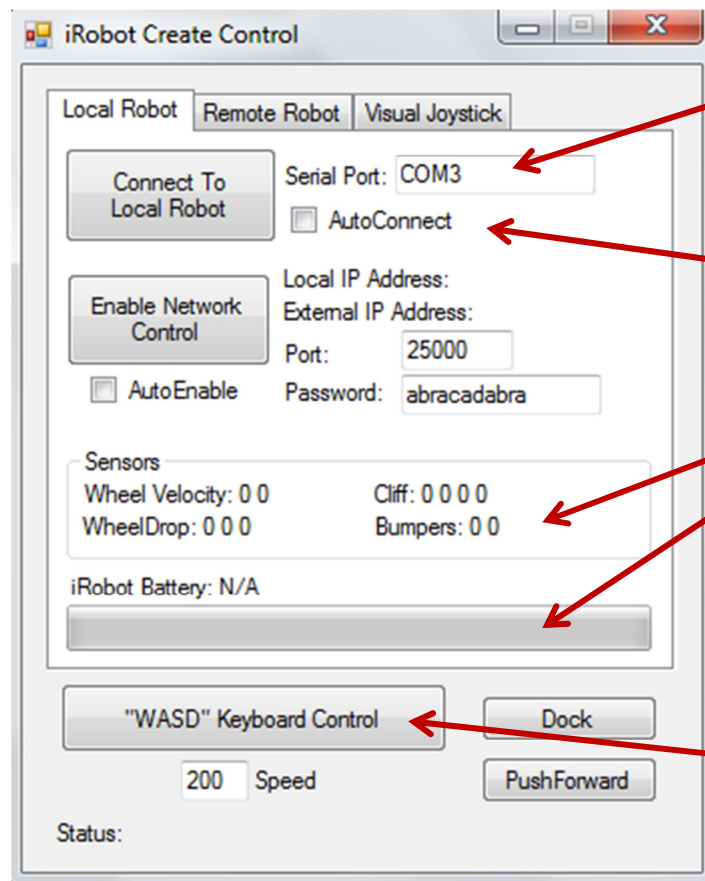 iRobot Create Control
Local Robot Remote Robot Visual Joystick
Connect To
Local Robot
Serial Port: COM3
AutoConnect
Enable Network
Control
Local IP Address:
External IP Address:
Port: 25000
AutoEnable
Password: abracadabra
Sensors
Wheel Velocity: 0 0 Cliff: 0 0 0 0
WheelDrop: 0 0 0 Bumpers: 0 0
iRobot Battery: N/A
"WASD" Keyboard Control Dock
200 Speed PushForward
Status: